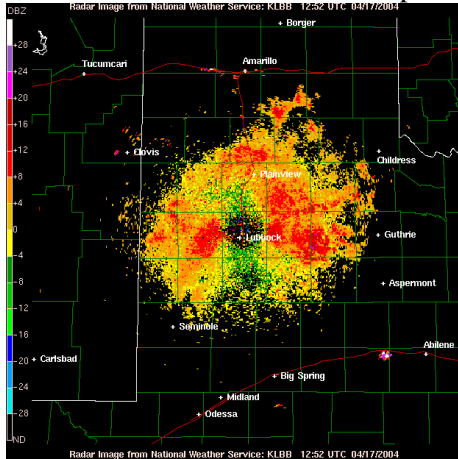 DBZ
Radar Image from National Weather Service: KLBB 12:52 UTC 04/17/2004
Borger
+28
Tucumcari
Amarillo
+24
+20
+16
+12
Clovis
Childress
+8
Plainview
+4
0
Lubbock
Guthrie
-4
-8
Aspermont
-12
Seminole
-16
Abilene
Carlsbad
-20
Big Spring
-24
Midland
-28
Odessa
ND
Radar Image from National Weather Service: KLBB 12:52 UTC 04/17/2004